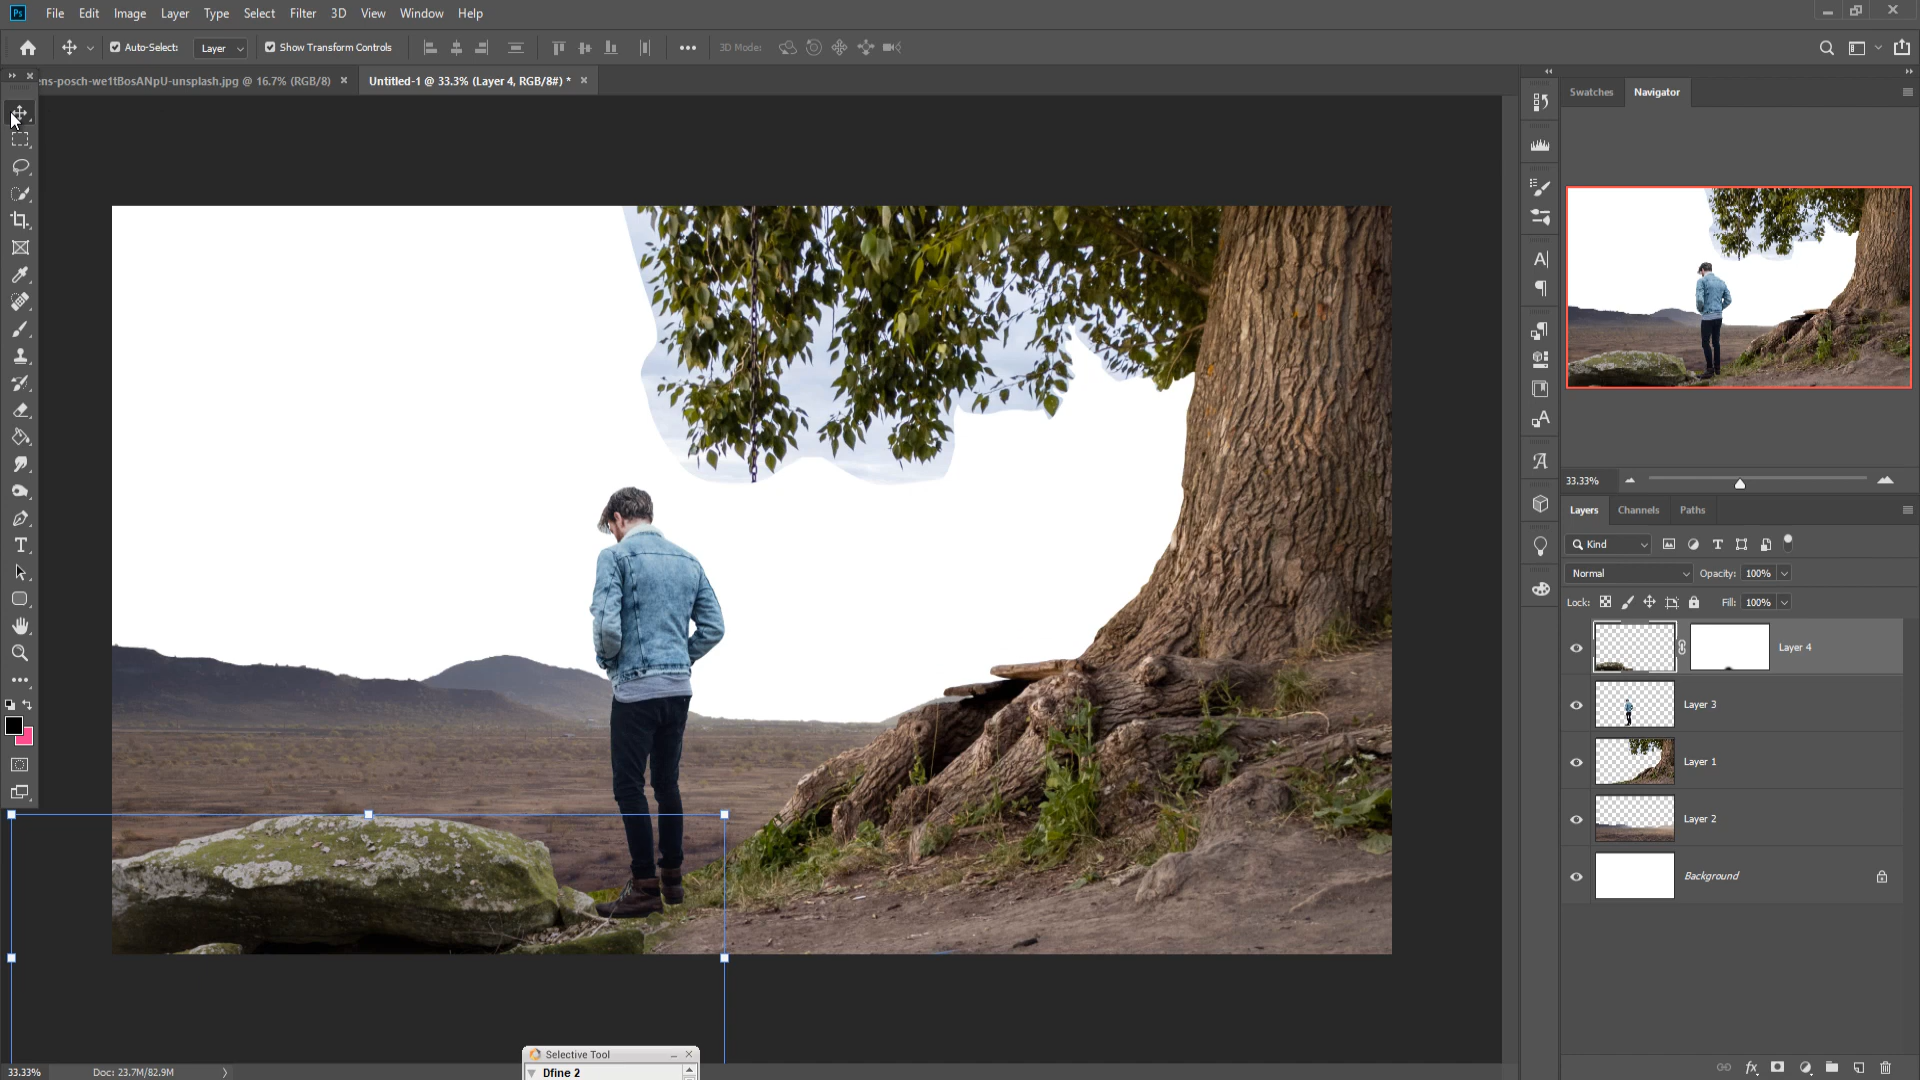 Ps File Edit Image Layer Type Select Filter 3D View Window Help
Auto-Select: Layer Show Transform Controls 3D Mode:
ens-posch-we1tBosANpU-unsplash.jpg @ 16.7% (RGB/8) Untitled-1 @ 33.3% (Layer 4, RGB/8#) *
Swatches Navigator
33.33%
Layers Channels Paths
Kind
Normal Opacity: 100%
Lock: Fill: 100%
Layer 4
Layer 3
Layer 1
Layer 2
Background
Selective Tool
Dfine 2
33.33% Doc: 23.7M/82.9M